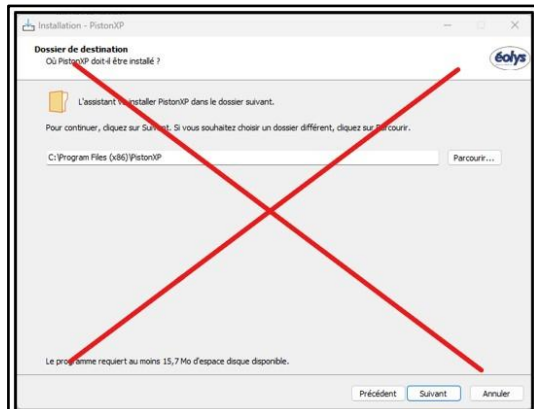 Installation - PistonXP
Dossier de destination
Où PistonXP doit-il être installé ?
éolys
L'assistant va installer PistonXP dans le dossier suivant.
Pour continuer, cliquez sur Suivant. Si vous souhaitez choisir un dossier différent, cliquez sur Parcourir.
C:\Program Files (x86)\PistonXP
Parcourir...
Le programme requiert au moins 15,7 Mo d'espace disque disponible.
Précédent
Suivant
Annuler